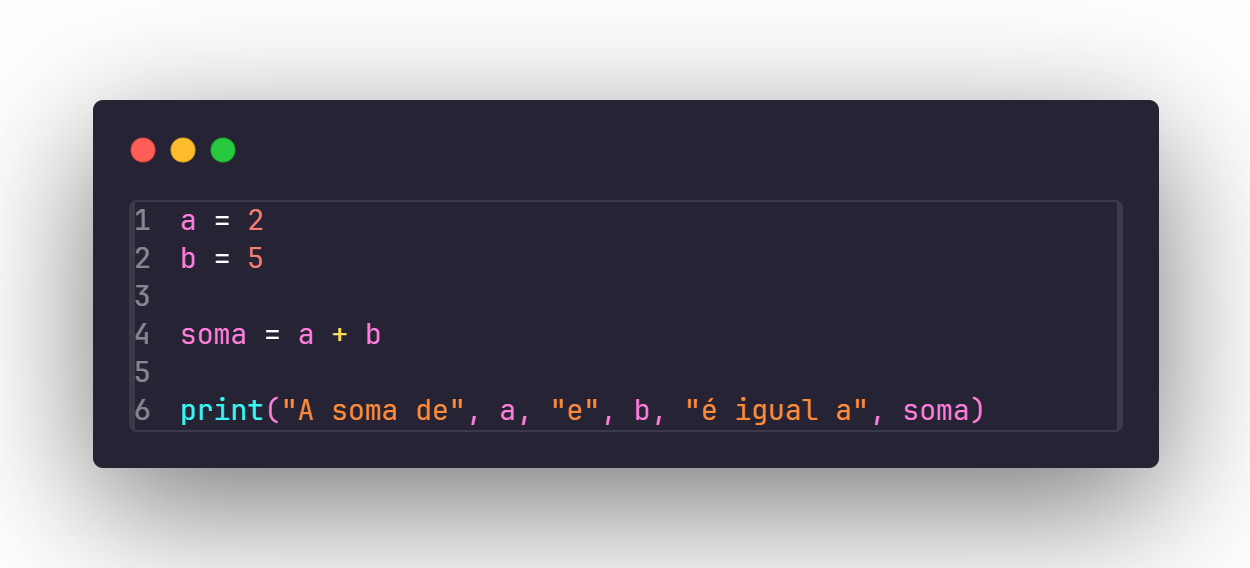 1 a = 2
2 b = 5
3
4 soma = a + b
5
6 print("A soma de", a, "e", b, "é igual a", soma)